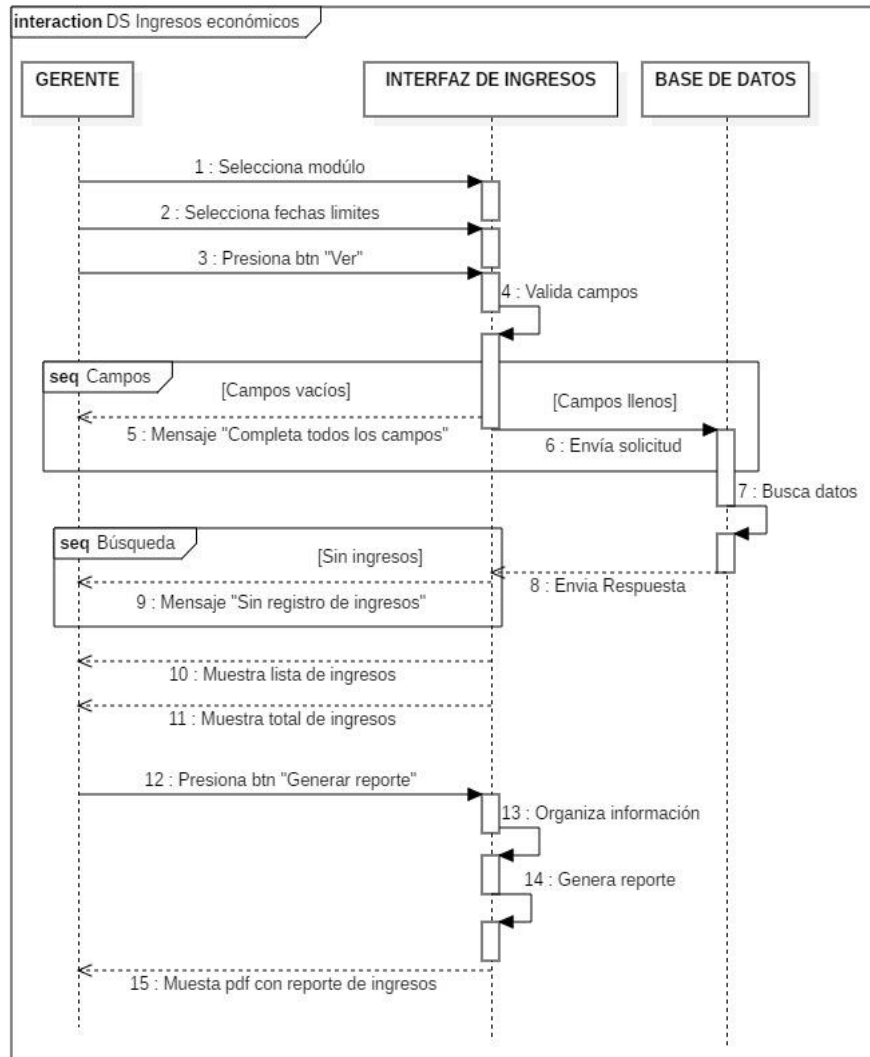 interaction DS Ingresos económicos
GERENTE
INTERFAZ DE INGRESOS
BASE DE DATOS
1 : Selecciona modúlo
2 : Selecciona fechas limites
3 : Presiona btn "Ver"
4 : Valida campos
seq Campos
[Campos vacíos]
[Campos llenos]
5 : Mensaje "Completa todos los campos"
6 : Envía solicitud
7 : Busca datos
seq Búsqueda
[Sin ingresos]
8 : Envia Respuesta
9 : Mensaje "Sin registro de ingresos"
10 : Muestra lista de ingresos
11 : Muestra total de ingresos
12 : Presiona btn "Generar reporte"
13 : Organiza información
14 : Genera reporte
15 : Muesta pdf con reporte de ingresos